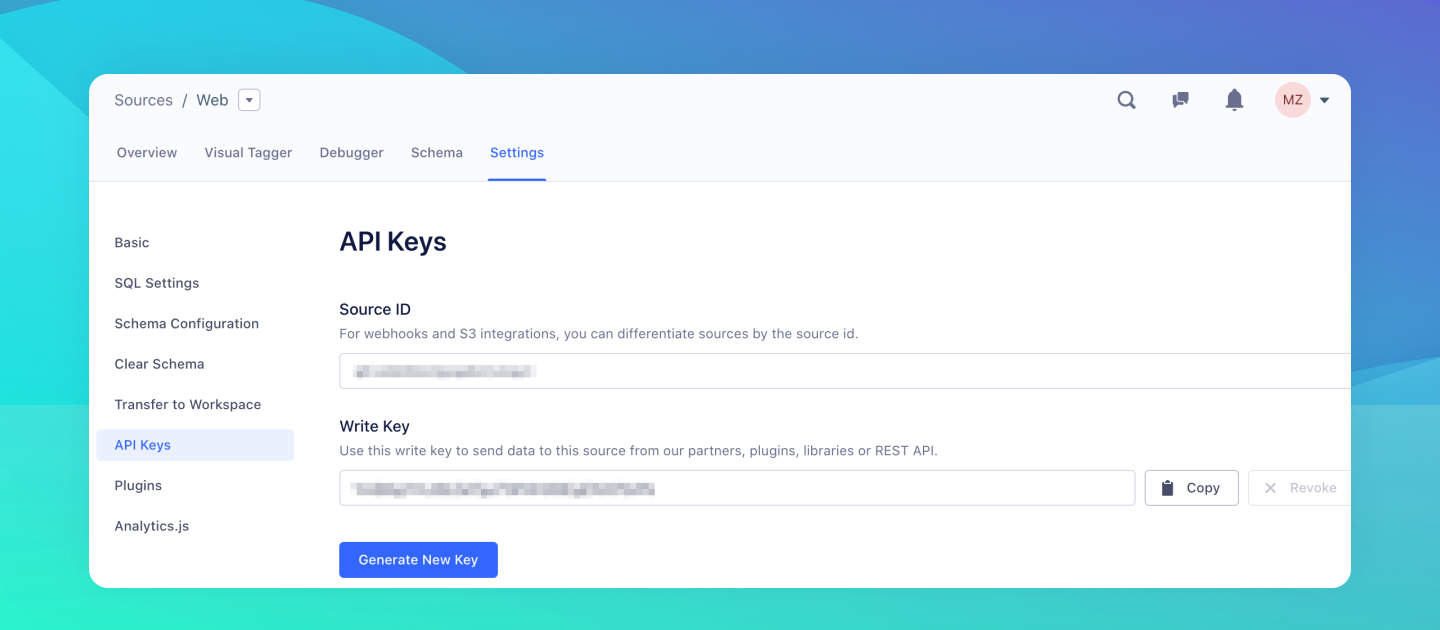 Sources / Web
MZ
Overview Visual Tagger Debugger Schema Settings
Basic
SQL Settings
Schema Configuration
Clear Schema
Transfer to Workspace
API Keys
Plugins
Analytics.js
API Keys
Source ID
For webhooks and S3 integrations, you can differentiate sources by the source id.
Write Key
Use this write key to send data to this source from our partners, plugins, libraries or REST API.
Copy
Revoke
Generate New Key